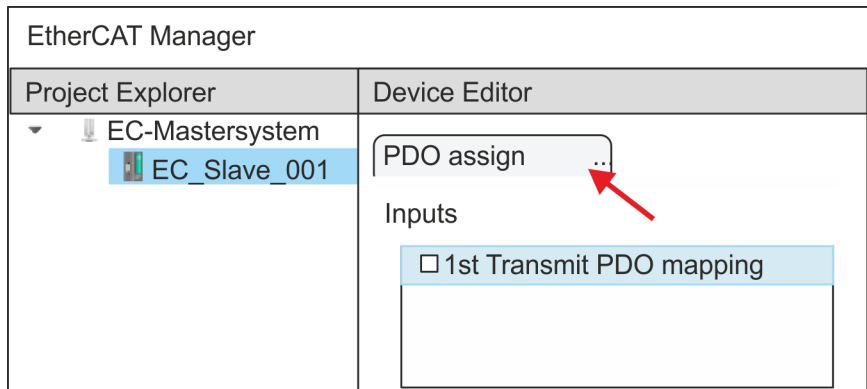 EtherCAT Manager
Project Explorer
Device Editor
EC-Mastersystem
EC_Slave_001
PDO assign ...
Inputs
1st Transmit PDO mapping